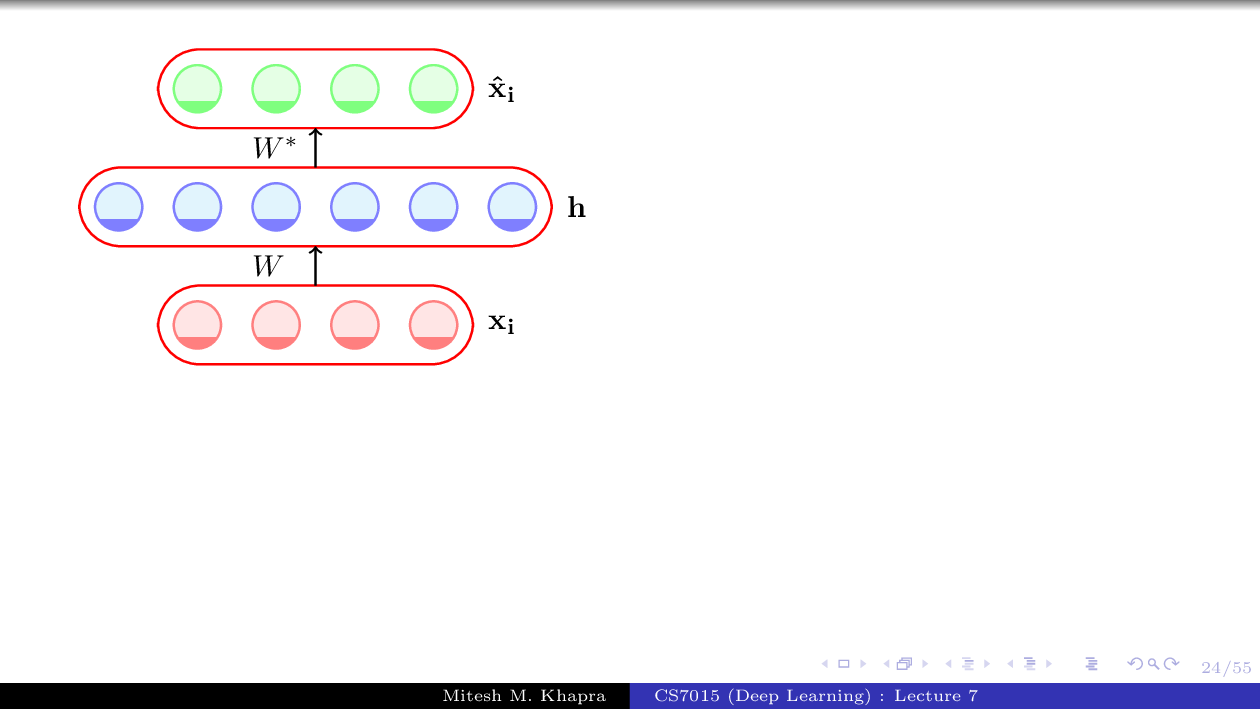 x̂ᵢ
W*
h
W
xᵢ
24/55
Mitesh M. Khapra CS7015 (Deep Learning) : Lecture 7